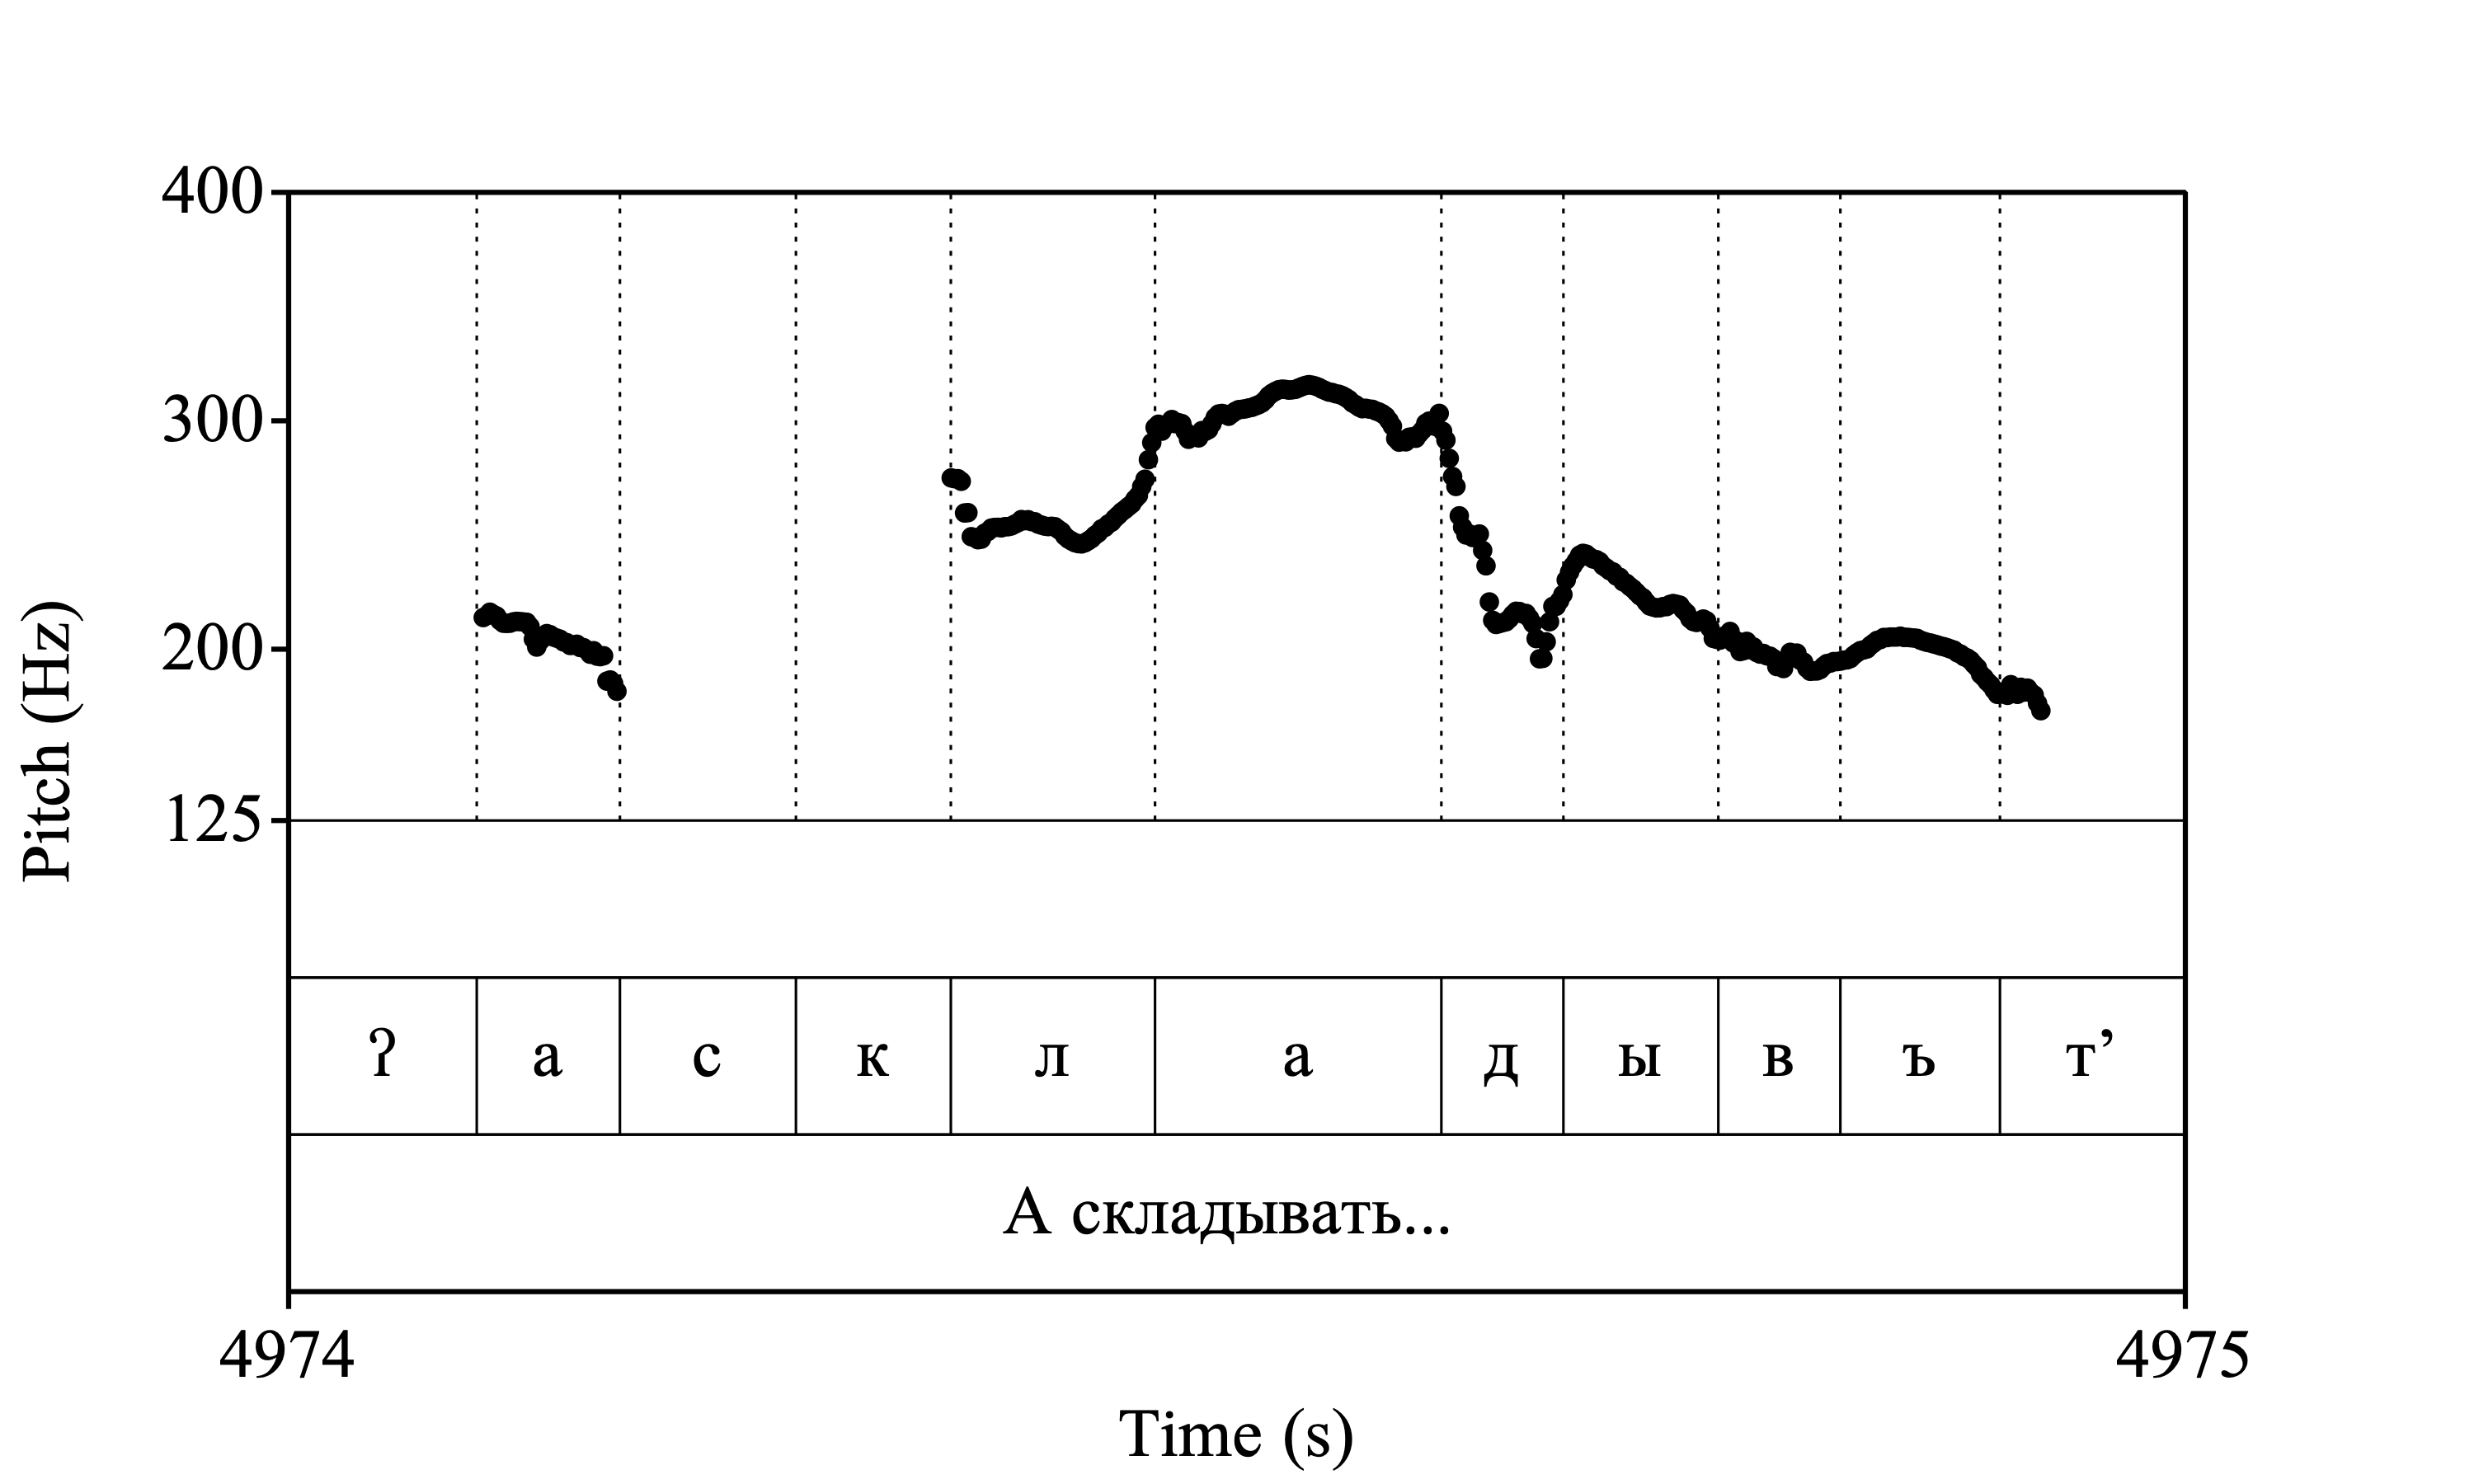 400
300
200
125
Pitch (Hz)
ʔ а с к л а д ы в ъ т’
А складывать...
4974 4975
Time (s)